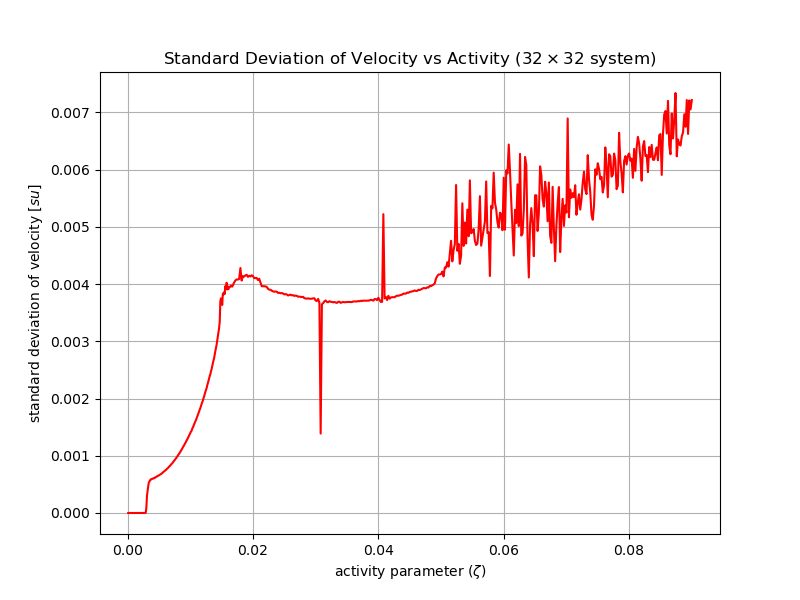 Standard Deviation of Velocity vs Activity (32 × 32 system)
standard deviation of velocity [su]
0.007
0.006
0.005
0.004
0.003
0.002
0.001
0.000
0.00 0.02 0.04 0.06 0.08
activity parameter (ζ)